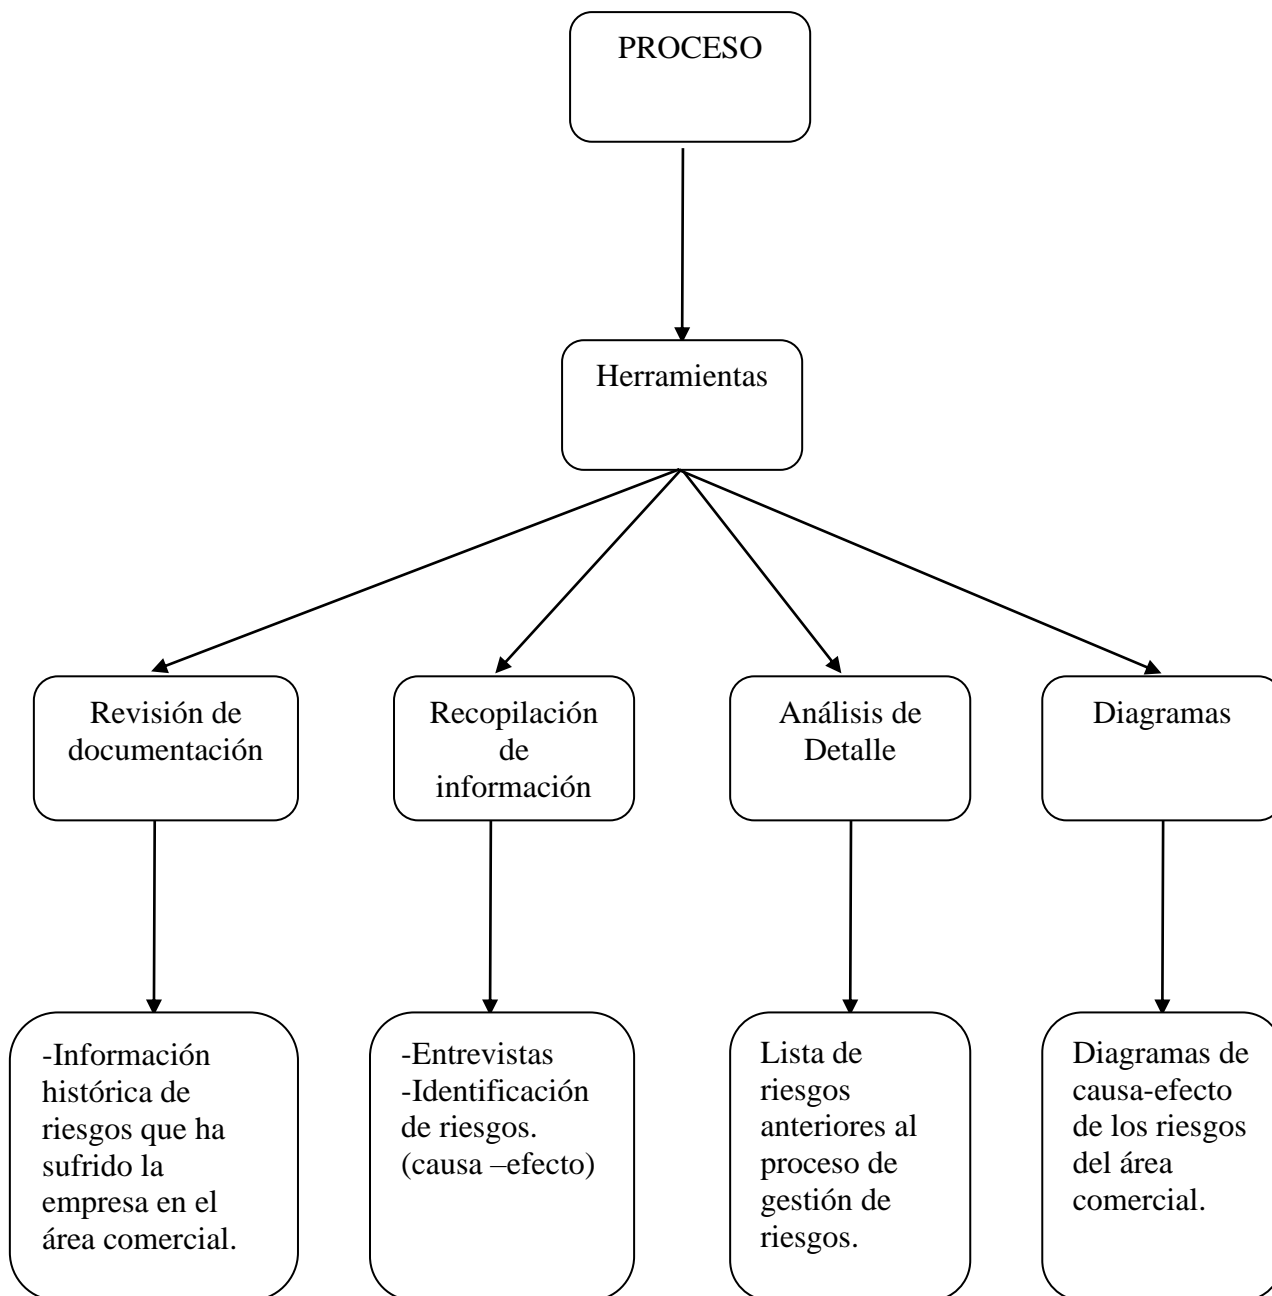 PROCESO
Herramientas
Revisión de
documentación
Recopilación
de
información
Análisis de
Detalle
Diagramas
-Información
histórica de
riesgos que ha
sufrido la
empresa en el
área comercial.
-Entrevistas
-Identificación
de riesgos.
(causa –efecto)
Lista de
riesgos
anteriores al
proceso de
gestión de
riesgos.
Diagramas de
causa-efecto
de los riesgos
del área
comercial.